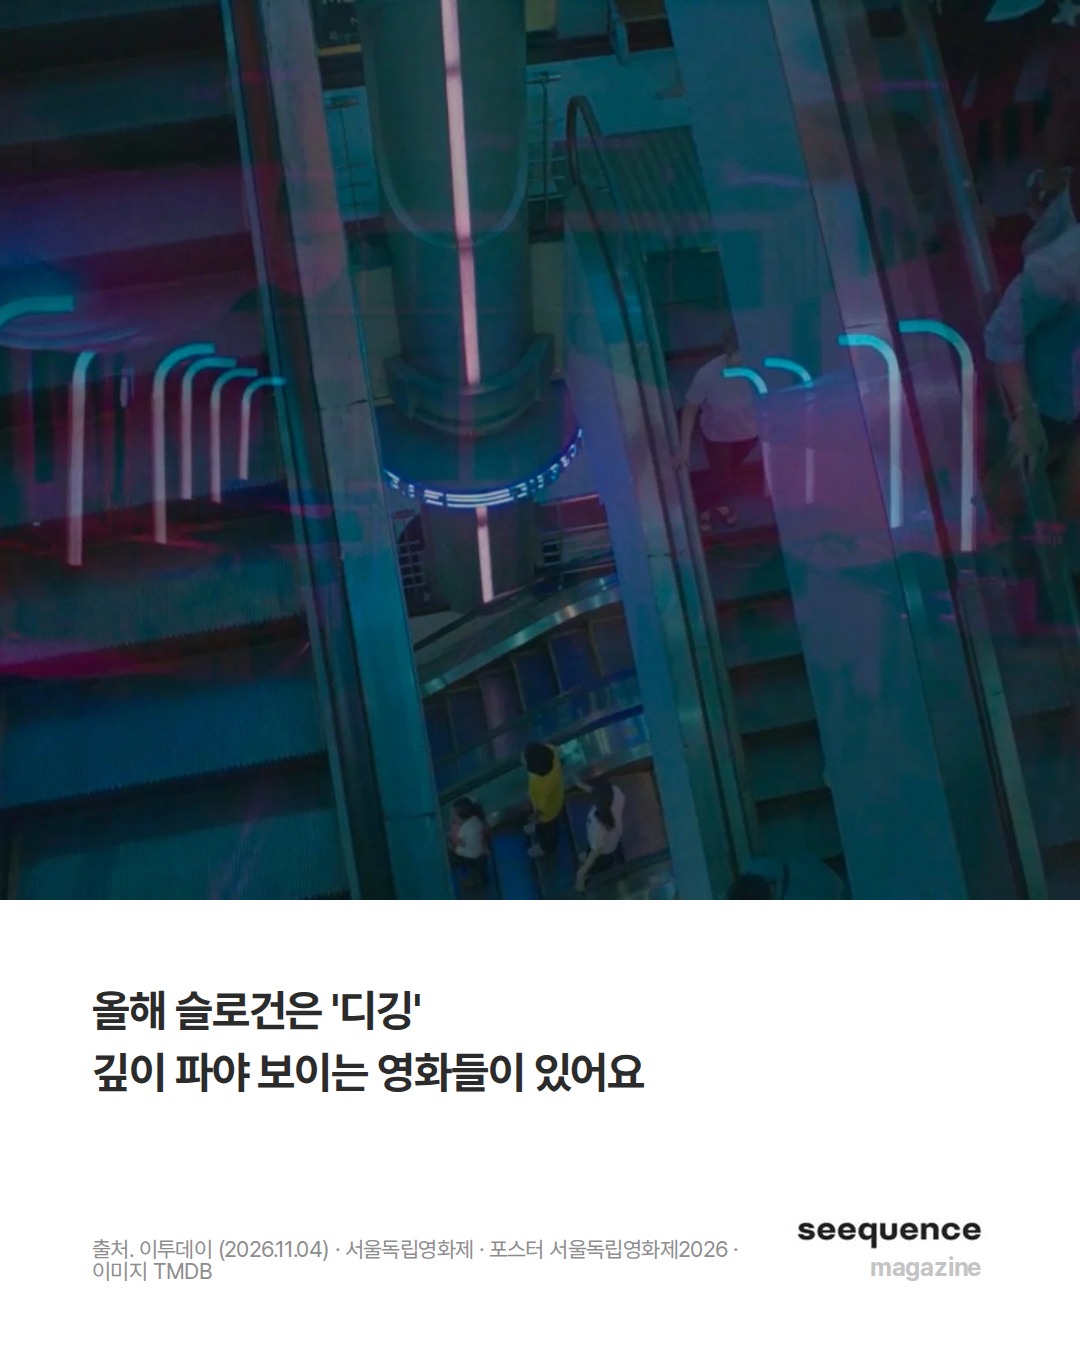 올해 슬로건은 '디깅'
깊이 파야 보이는 영화들이 있어요
출처. 이투데이 (2026.11.04) · 서울독립영화제 · 포스터 서울독립영화제2026 ·
이미지 TMDB
seequence
magazine